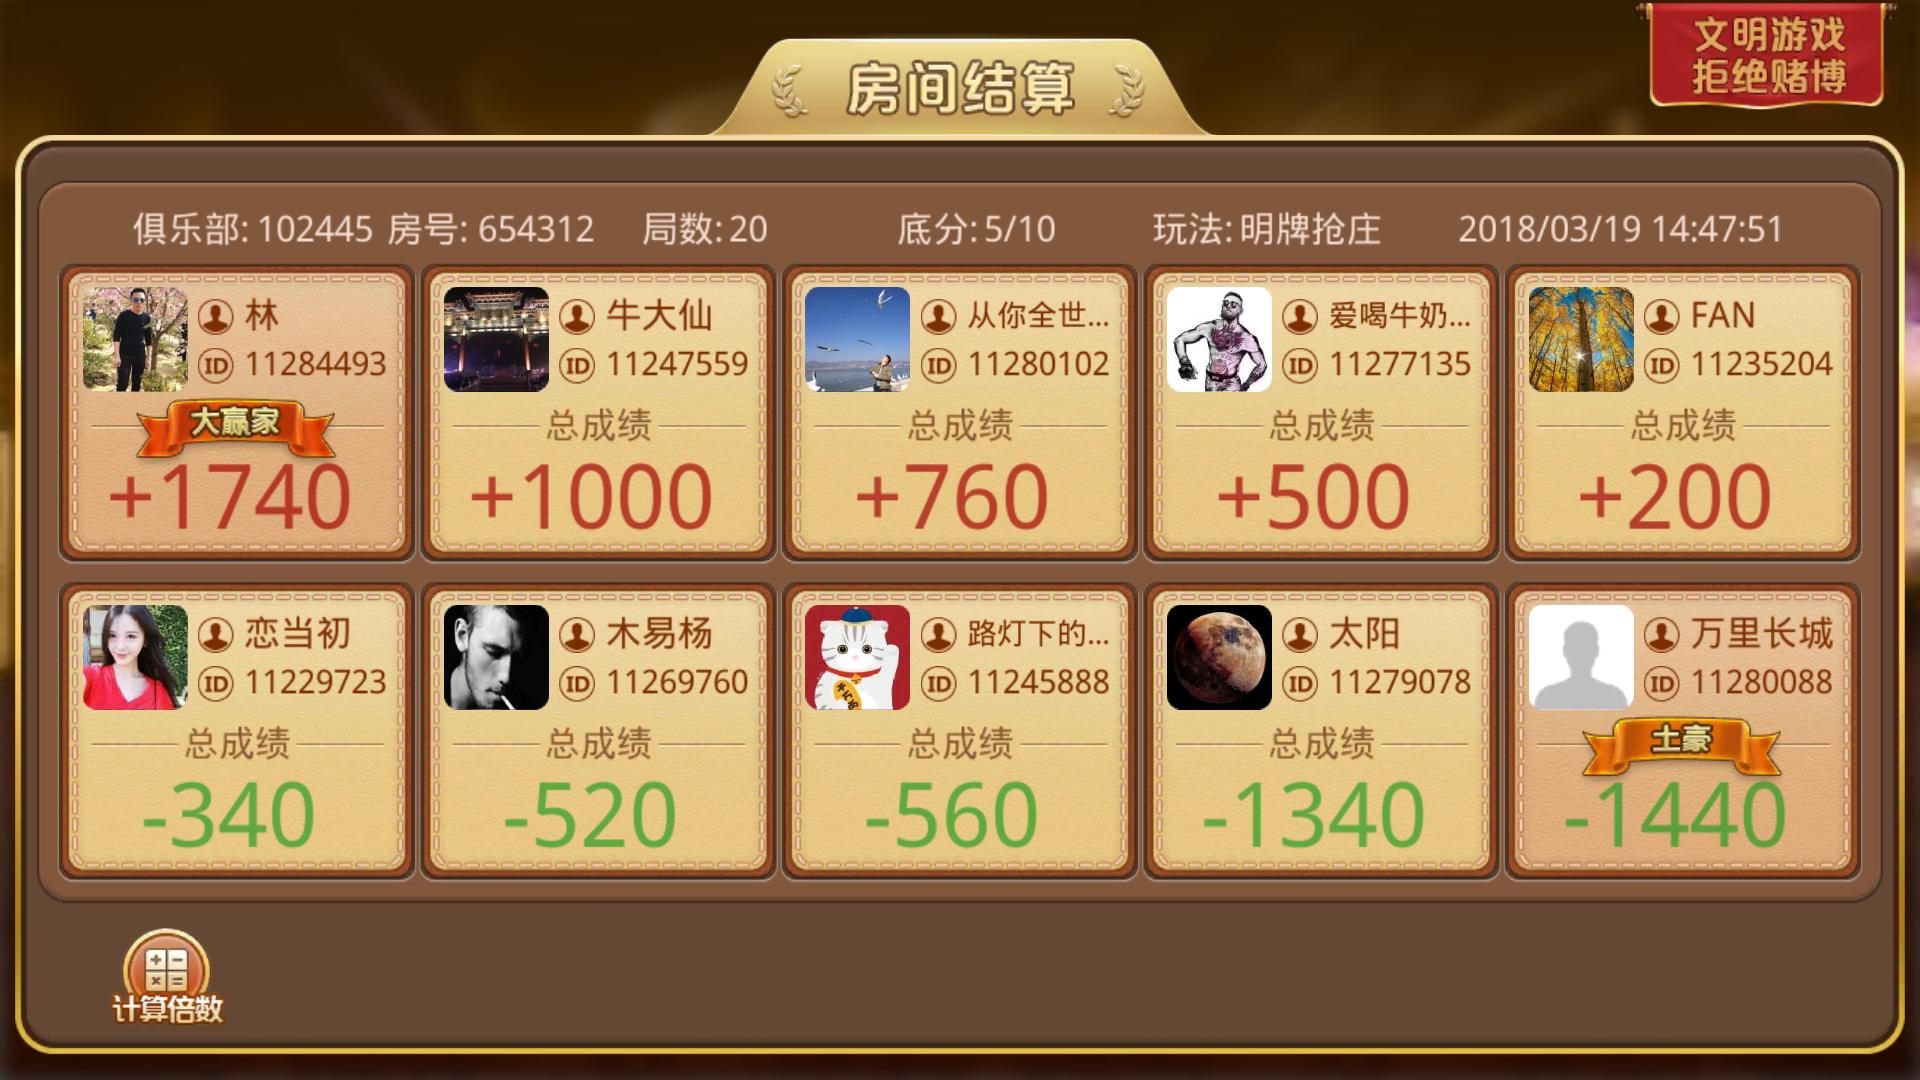 文明游戏
拒绝赌博
房间结算
俱乐部: 102445 房号: 654312 局数: 20 底分: 5/10 玩法: 明牌抢庄 2018/03/19 14:47:51
林
ID 11284493
大赢家
+1740
牛大仙
ID 11247559
总成绩
+1000
从你全世...
ID 11280102
总成绩
+760
爱喝牛奶...
ID 11277135
总成绩
+500
FAN
ID 11235204
总成绩
+200
恋当初
ID 11229723
总成绩
-340
木易杨
ID 11269760
总成绩
-520
路灯下的...
ID 11245888
总成绩
-560
太阳
ID 11279078
总成绩
-1340
万里长城
ID 11280088
土豪
-1440
计算倍数